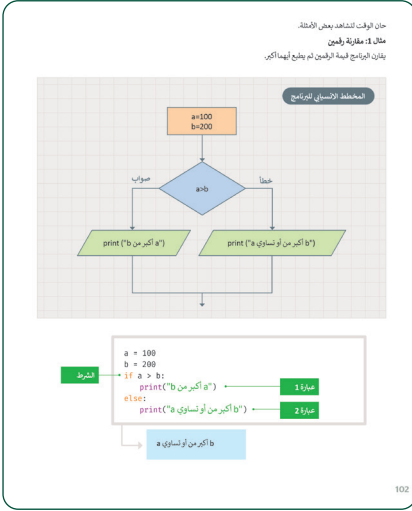 حان الوقت لنشاهد بعض الأمثلة.
مثال 1: مقارنة رقمين
يقارن البرنامج قيمة الرقمين ثم يطبع أيهما أكبر.
المخطط الانسيابي للبرنامج
a=100
b=200
صواب
خطأ
a>b
print ("b أكبر من a")
print ("a أكبر من أو تساوي b")
a = 100
b = 200
الشرط
if a > b:
print("b أكبر من a")
عبارة 1
else:
print("a أكبر من أو تساوي b")
عبارة 2
b أكبر من أو تساوي a
102